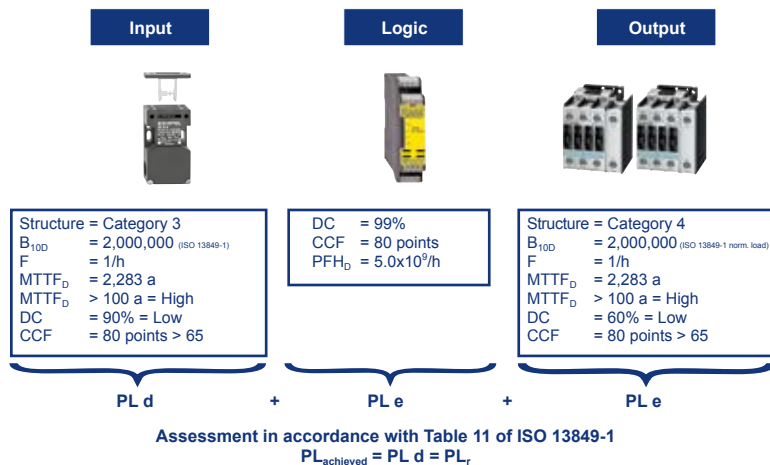 Input
Logic
Output
Structure = Category 3
B10D = 2,000,000 (ISO 13849-1)
F = 1/h
MTTFD = 2,283 a
MTTFD > 100 a = High
DC = 90% = Low
CCF = 80 points > 65
DC = 99%
CCF = 80 points
PFHD = 5.0x10⁹/h
Structure = Category 4
B10D = 2,000,000 (ISO 13849-1 norm. load)
F = 1/h
MTTFD = 2,283 a
MTTFD > 100 a = High
DC = 60% = Low
CCF = 80 points > 65
PL d + PL e + PL e
Assessment in accordance with Table 11 of ISO 13849-1
PLachieved = PL d = PLr